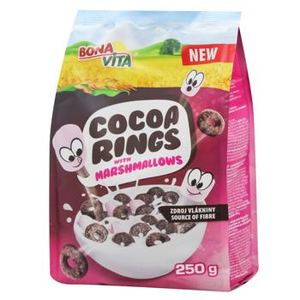 BONA
VITA
NEW
COCOA
RINGS
WITH
MARSHMALLOWS
ZDROJ VLÁKNINY
SOURCE OF FIBRE
250 g